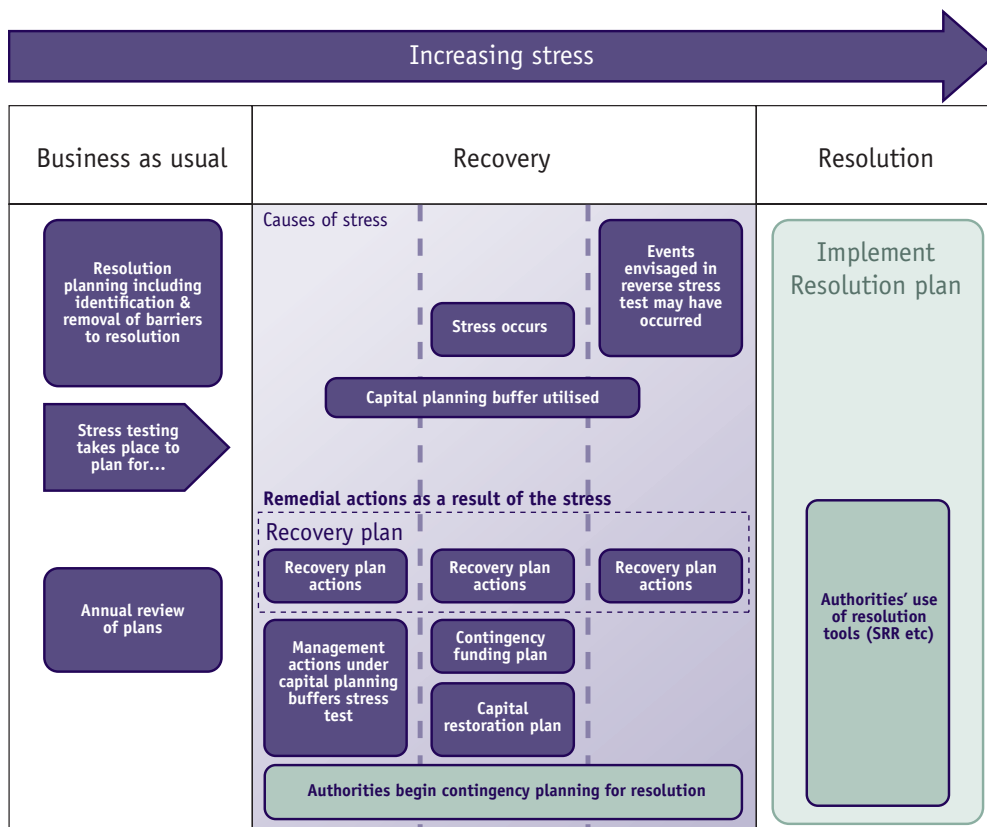 Increasing stress
Business as usual
Recovery
Resolution
Resolution
planning including
identification &
removal of barriers
to resolution
Stress testing
takes place to
plan for...
Annual review
of plans
Causes of stress
Stress occurs
Events
envisaged in
reverse stress
test may have
occurred
Capital planning buffer utilised
Remedial actions as a result of the stress
Recovery plan
Recovery plan
actions
Recovery plan
actions
Recovery plan
actions
Management
actions under
capital planning
buffers stress
test
Contingency
funding plan
Capital
restoration plan
Authorities begin contingency planning for resolution
Implement
Resolution plan
Authorities’ use
of resolution
tools (SRR etc)